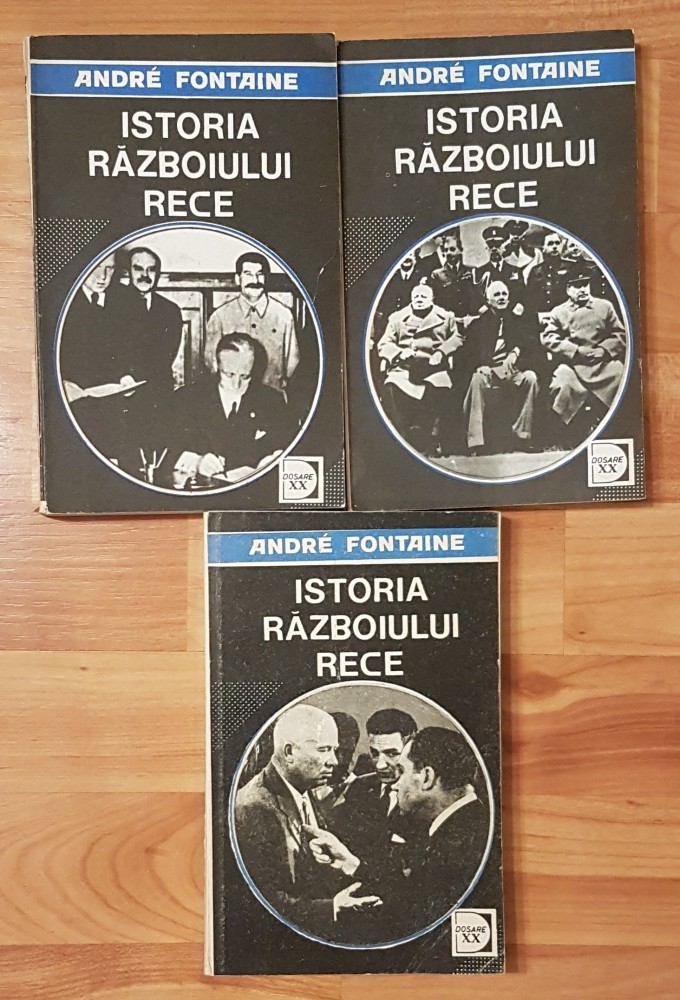 ANDRÉ FONTAINE
ISTORIA
RĂZBOIULUI
RECE
DOSARE
XX
ANDRÉ FONTAINE
ISTORIA
RĂZBOIULUI
RECE
DOSARE
XX
ANDRÉ FONTAINE
ISTORIA
RĂZBOIULUI
RECE
DOSARE
XX